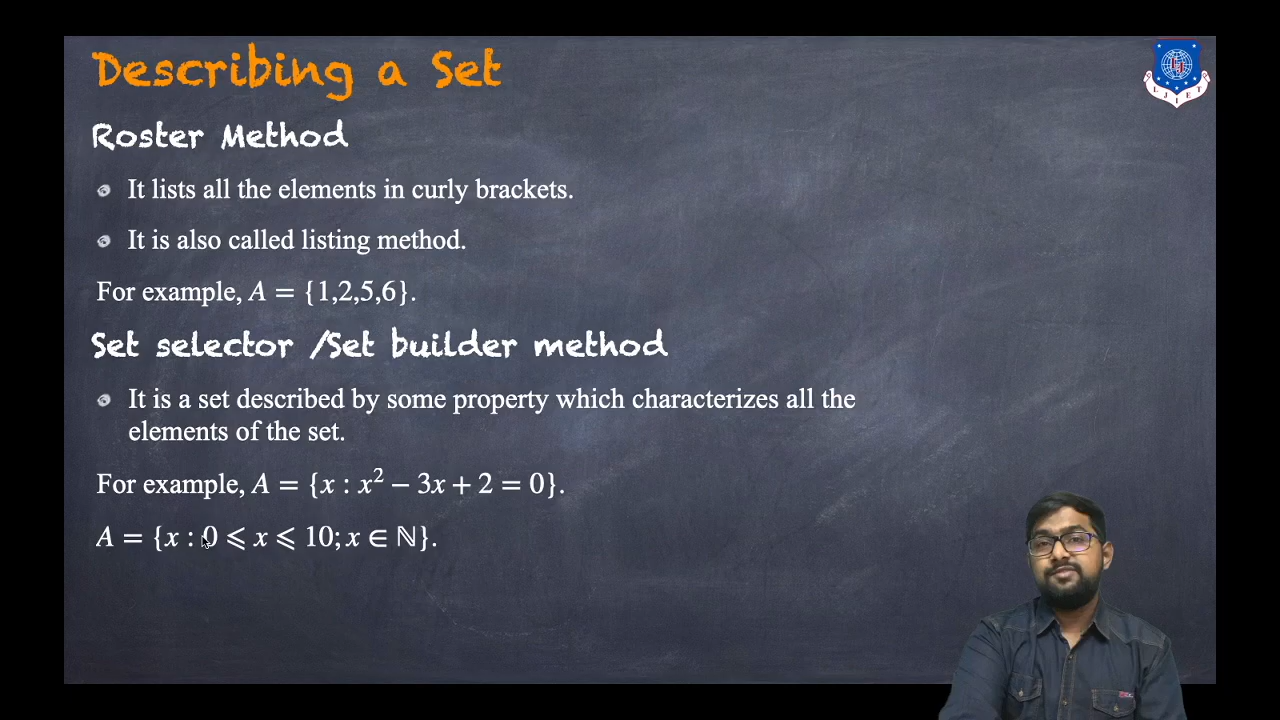 Describing a Set
Roster Method
It lists all the elements in curly brackets.
It is also called listing method.
For example, A = {1,2,5,6}.
Set selector /Set builder method
It is a set described by some property which characterizes all the
elements of the set.
For example, A = {x : x² − 3x + 2 = 0}.
A = {x : 0 ⩽ x ⩽ 10; x ∈ ℕ}.
LJIET